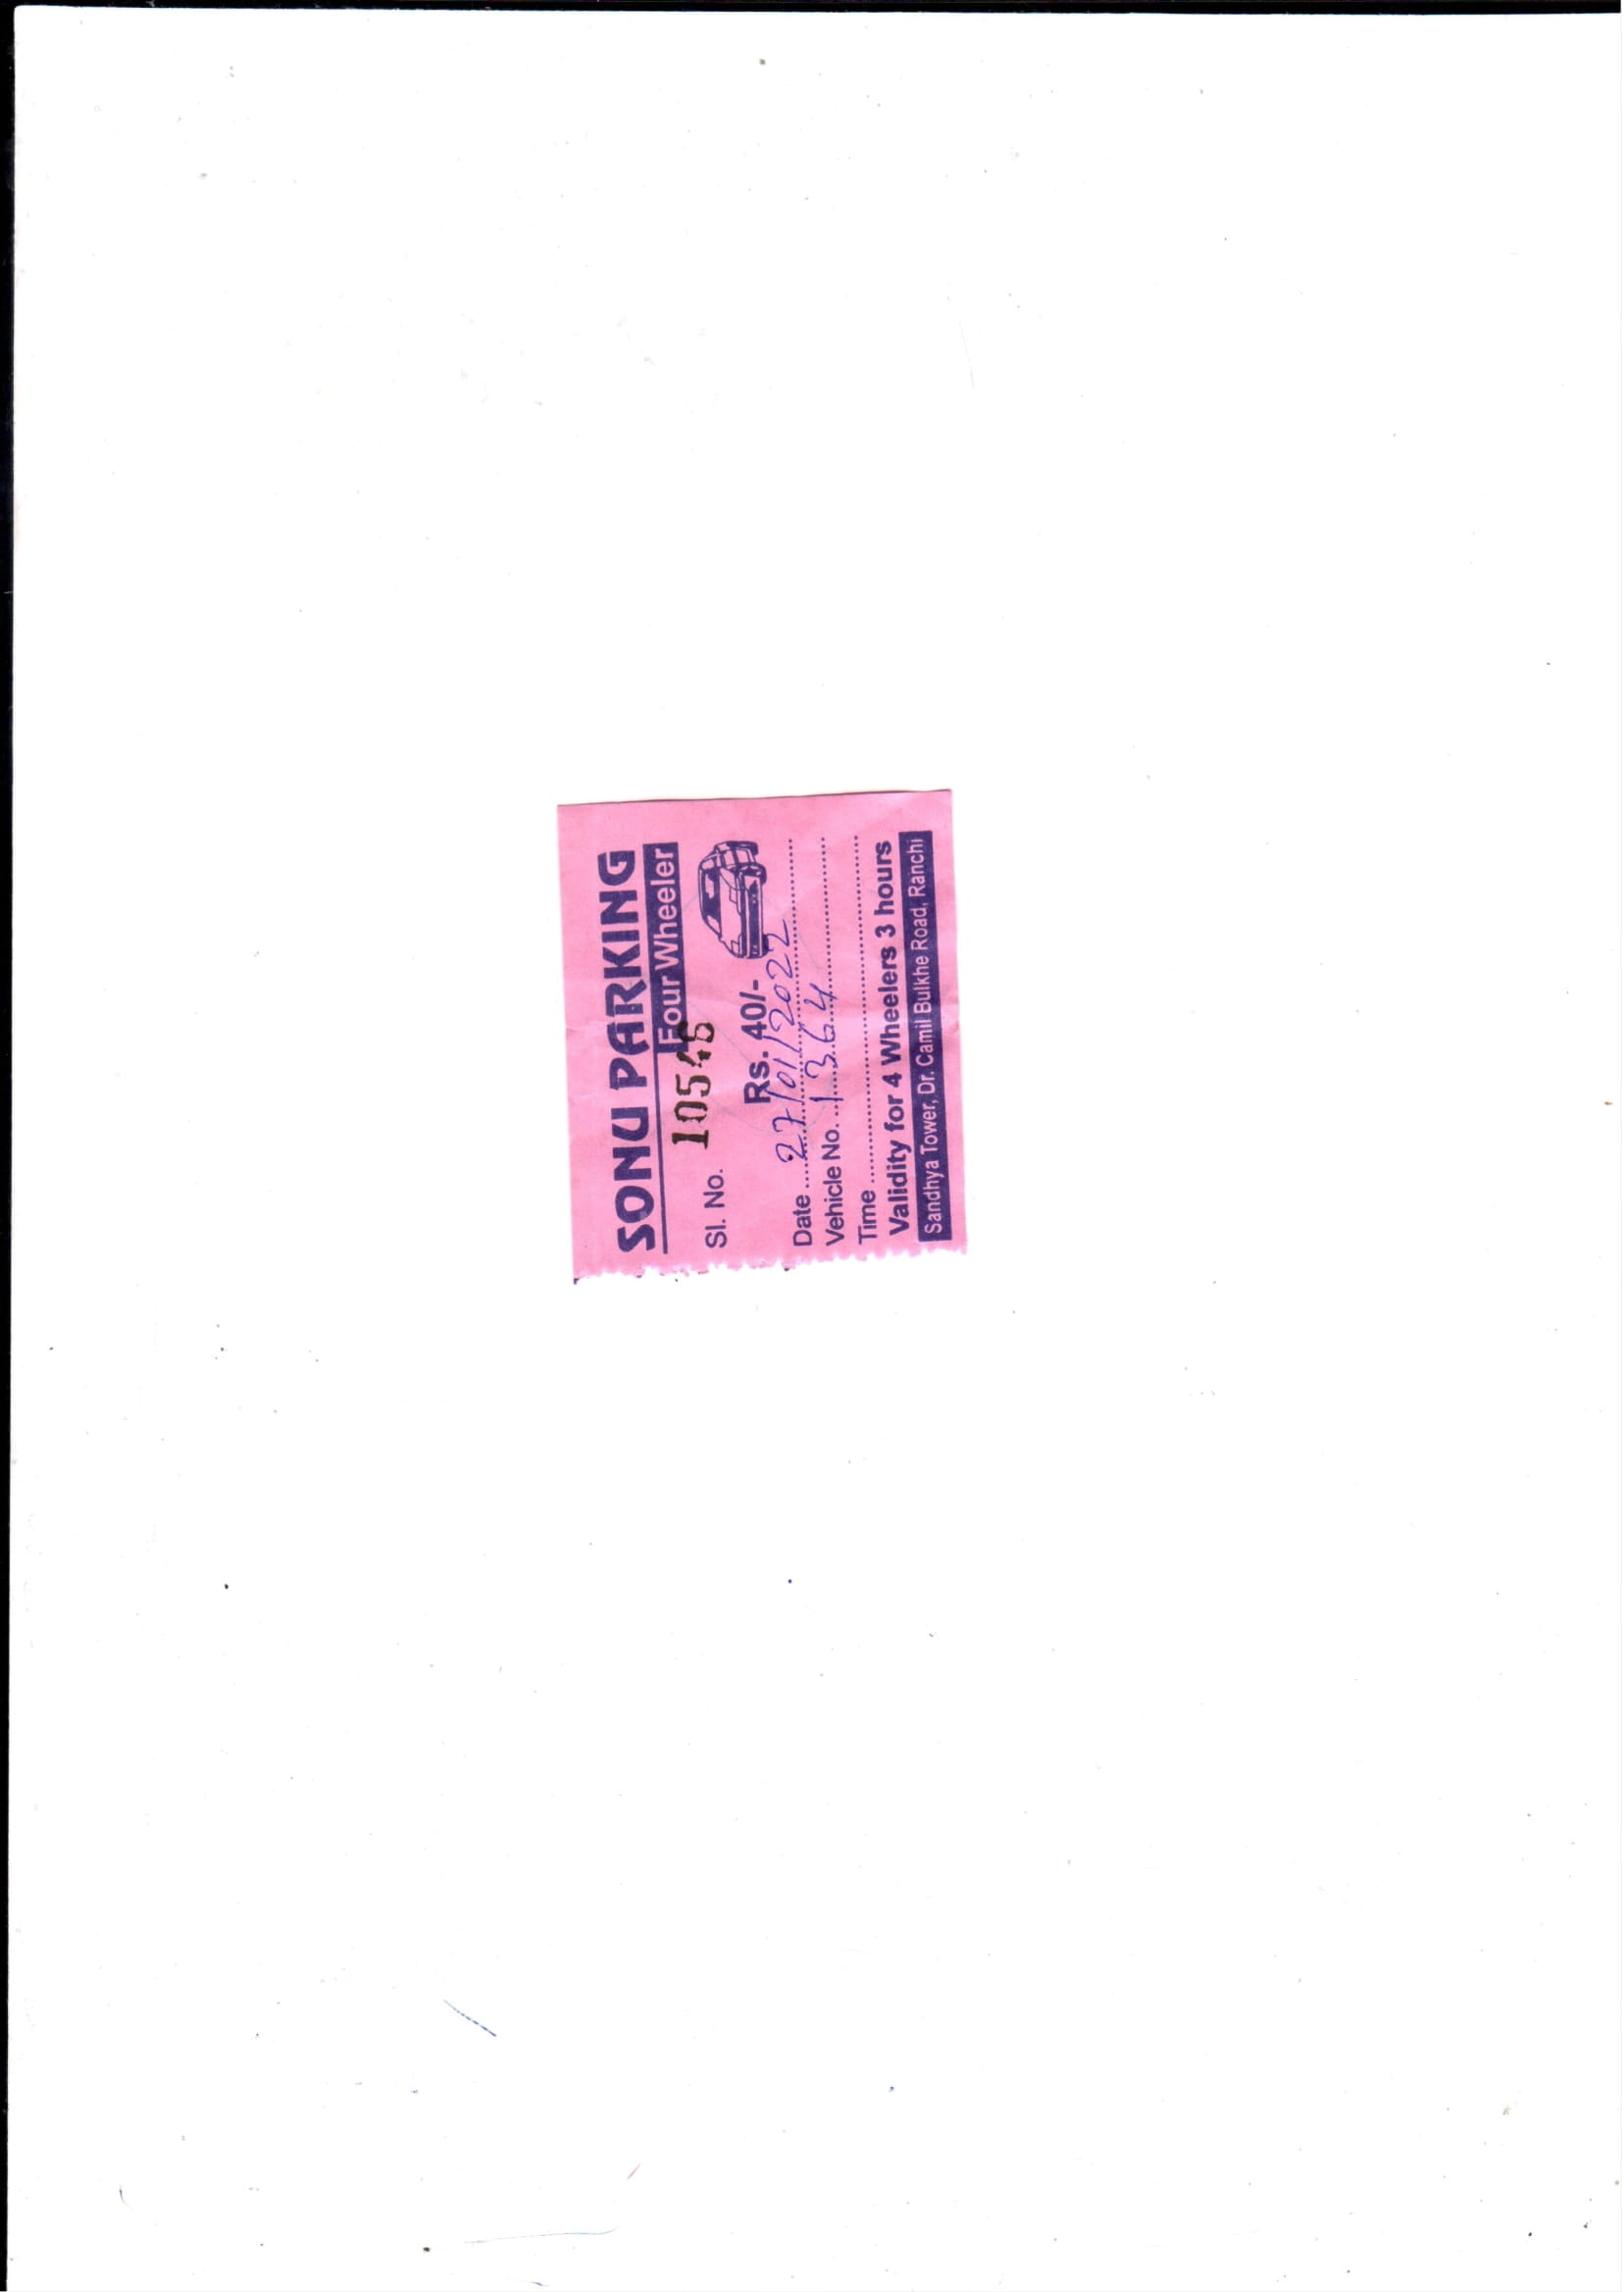 SONU PARKING
Four Wheeler
Sl. No. 10546
Rs. 40/-
Date 27/01/2022
Vehicle No. 1364
Time
Validity for 4 Wheelers 3 hours
Sandhya Tower, Dr. Camil Bulkhe Road, Ranchi